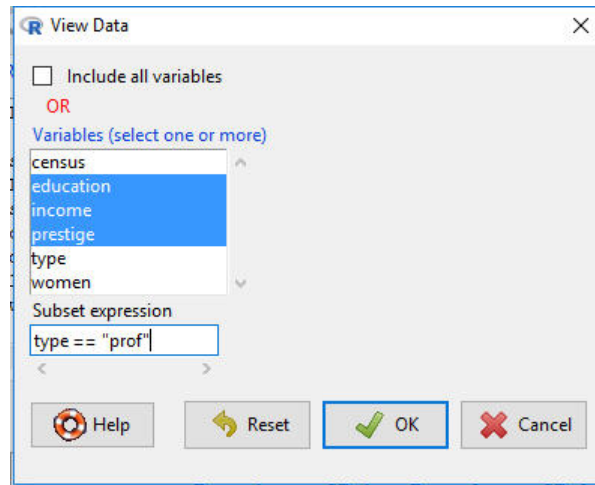 View Data
Include all variables
OR
Variables (select one or more)
census
education
income
prestige
type
women
Subset expression
type == "prof"
Help Reset OK Cancel